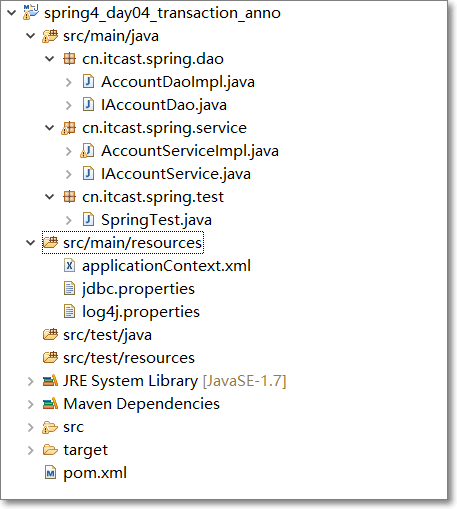 spring4_day04_transaction_anno
src/main/java
cn.itcast.spring.dao
AccountDaoImpl.java
IAccountDao.java
cn.itcast.spring.service
AccountServiceImpl.java
IAccountService.java
cn.itcast.spring.test
SpringTest.java
src/main/resources
applicationContext.xml
jdbc.properties
log4j.properties
src/test/java
src/test/resources
JRE System Library [JavaSE-1.7]
Maven Dependencies
src
target
pom.xml